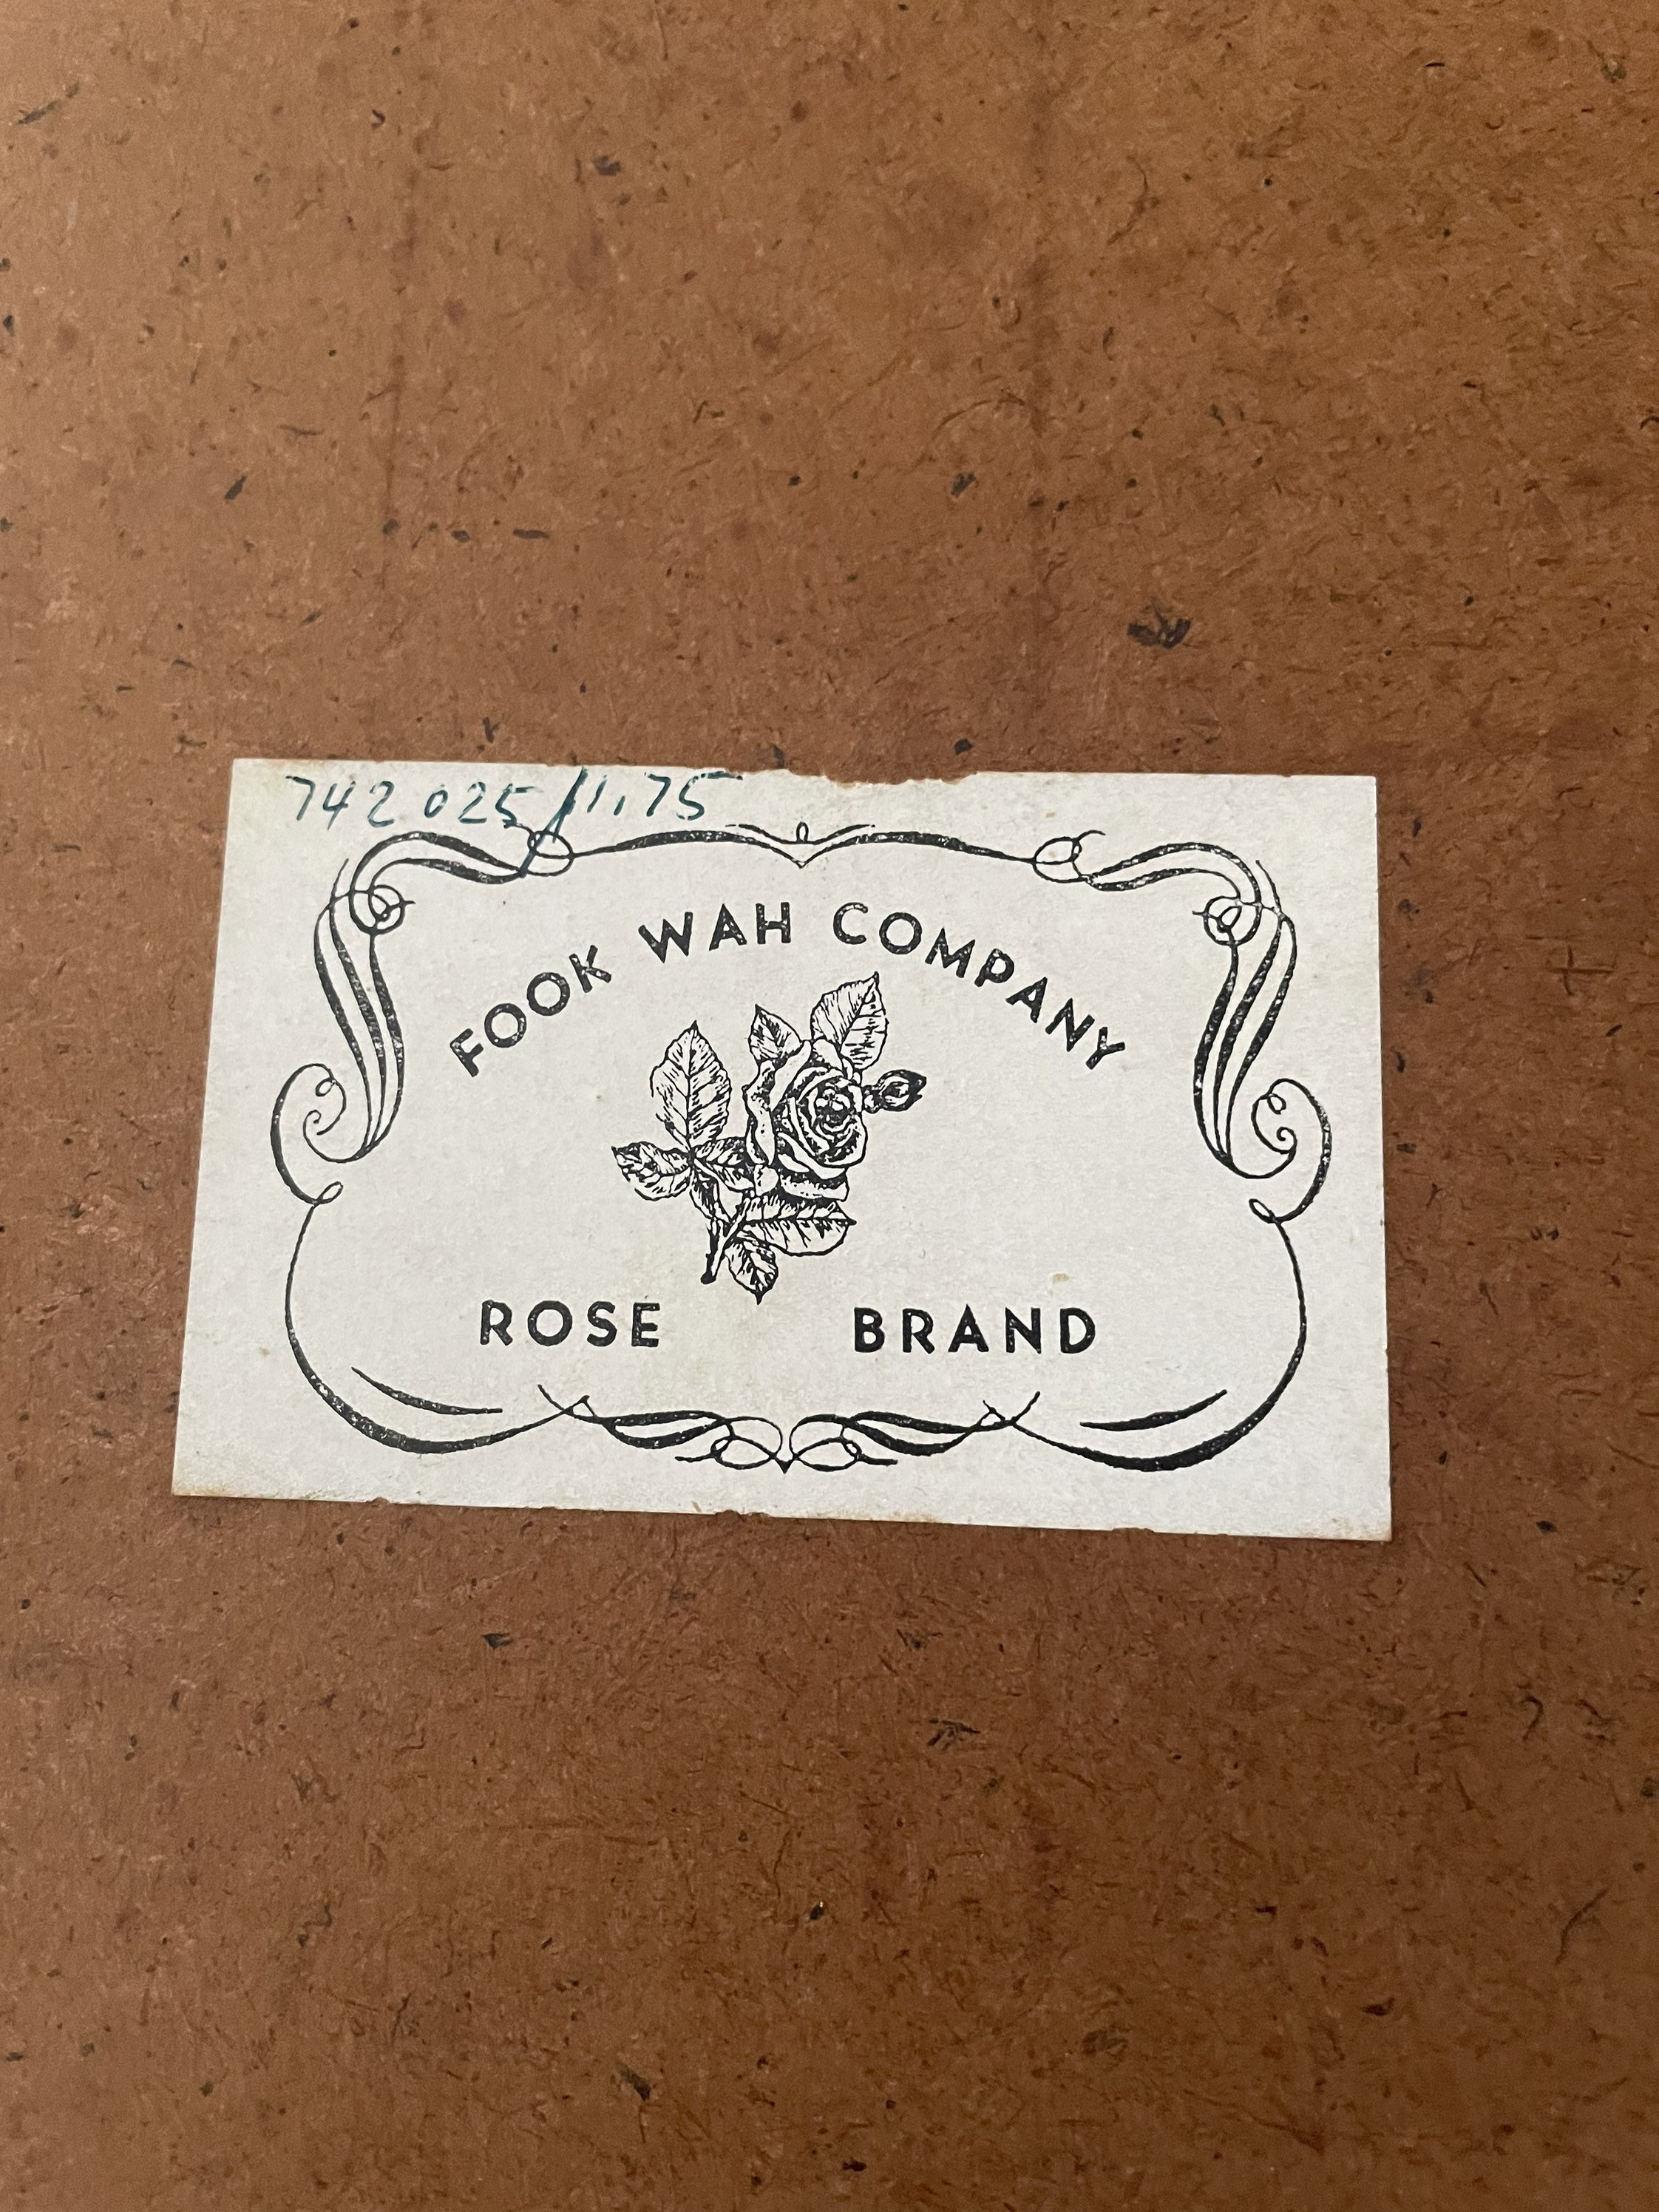 742 025/11.75
FOOK WAH COMPANY
ROSE BRAND